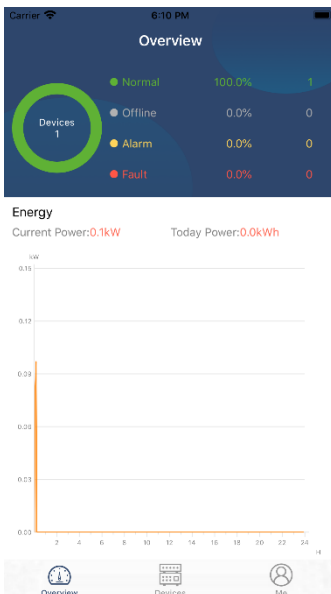 Carrier 6:10 PM
Overview
Devices
1
Normal 100.0% 1
Offline 0.0% 0
Alarm 0.0% 0
Fault 0.0% 0
Energy
Current Power:0.1kW Today Power:0.0kWh
kW
0.15
0.12
0.09
0.06
0.03
0.00
2 4 6 8 10 12 14 16 18 20 22 24
H
Overview Devices Me